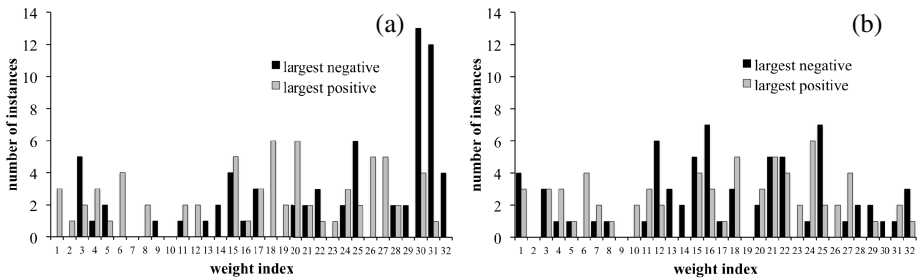 (a)
number of instances
14
12
10
8
6
4
2
0
largest negative
largest positive
1 2 3 4 5 6 7 8 9 10 11 12 13 14 15 16 17 18 19 20 21 22 23 24 25 26 27 28 29 30 31 32
weight index
(b)
number of instances
14
12
10
8
6
4
2
0
largest negative
largest positive
1 2 3 4 5 6 7 8 9 10 11 12 13 14 15 16 17 18 19 20 21 22 23 24 25 26 27 28 29 30 31 32
weight index